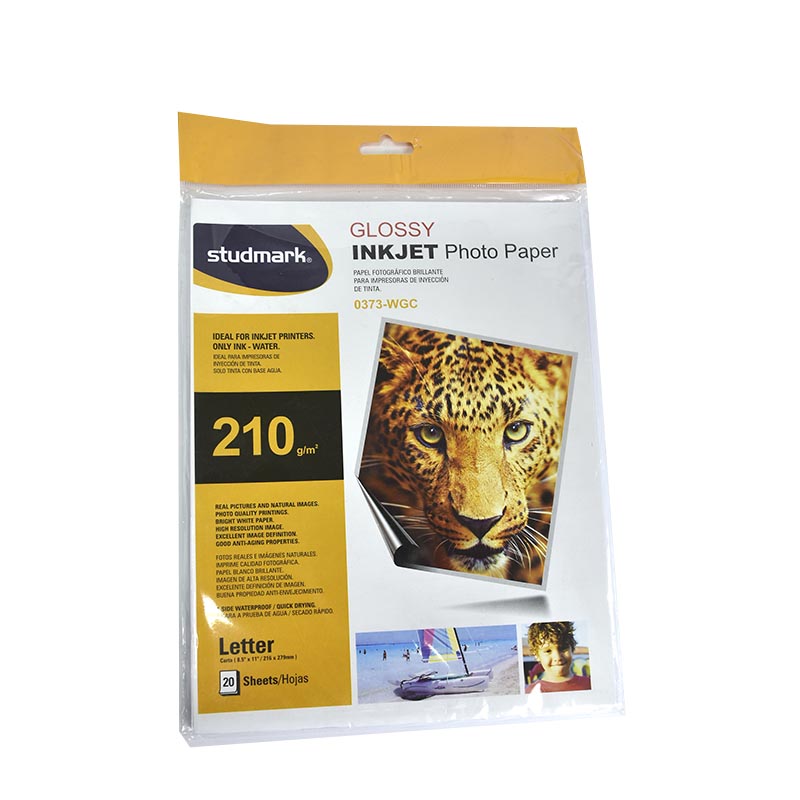 GLOSSY
INKJET Photo Paper
studmark®
PAPEL FOTOGRÁFICO BRILLANTE
PARA IMPRESORAS DE INYECCIÓN
DE TINTA.
0373-WGC
IDEAL FOR INKJET PRINTERS.
ONLY INK - WATER.
IDEAL PARA IMPRESORAS DE
INYECCIÓN DE TINTA.
SOLO TINTA CON BASE AGUA.
210 g/m²
REAL PICTURES AND NATURAL IMAGES.
PHOTO QUALITY PRINTINGS.
BRIGHT WHITE PAPER.
HIGH RESOLUTION IMAGE.
EXCELLENT IMAGE DEFINITION.
GOOD ANTI-AGING PROPERTIES.
FOTOS REALES E IMÁGENES NATURALES.
IMPRIME CALIDAD FOTOGRÁFICA.
PAPEL BLANCO BRILLANTE.
IMAGEN DE ALTA RESOLUCIÓN.
EXCELENTE DEFINICIÓN DE IMAGEN.
BUENA PROPIEDAD ANTI-ENVEJECIMIENTO.
SIDE WATERPROOF / QUICK DRYING.
CARA A PRUEBA DE AGUA / SECADO RÁPIDO.
Letter
Carta ( 8.5" x 11" / 216 x 279mm )
20 Sheets/Hojas